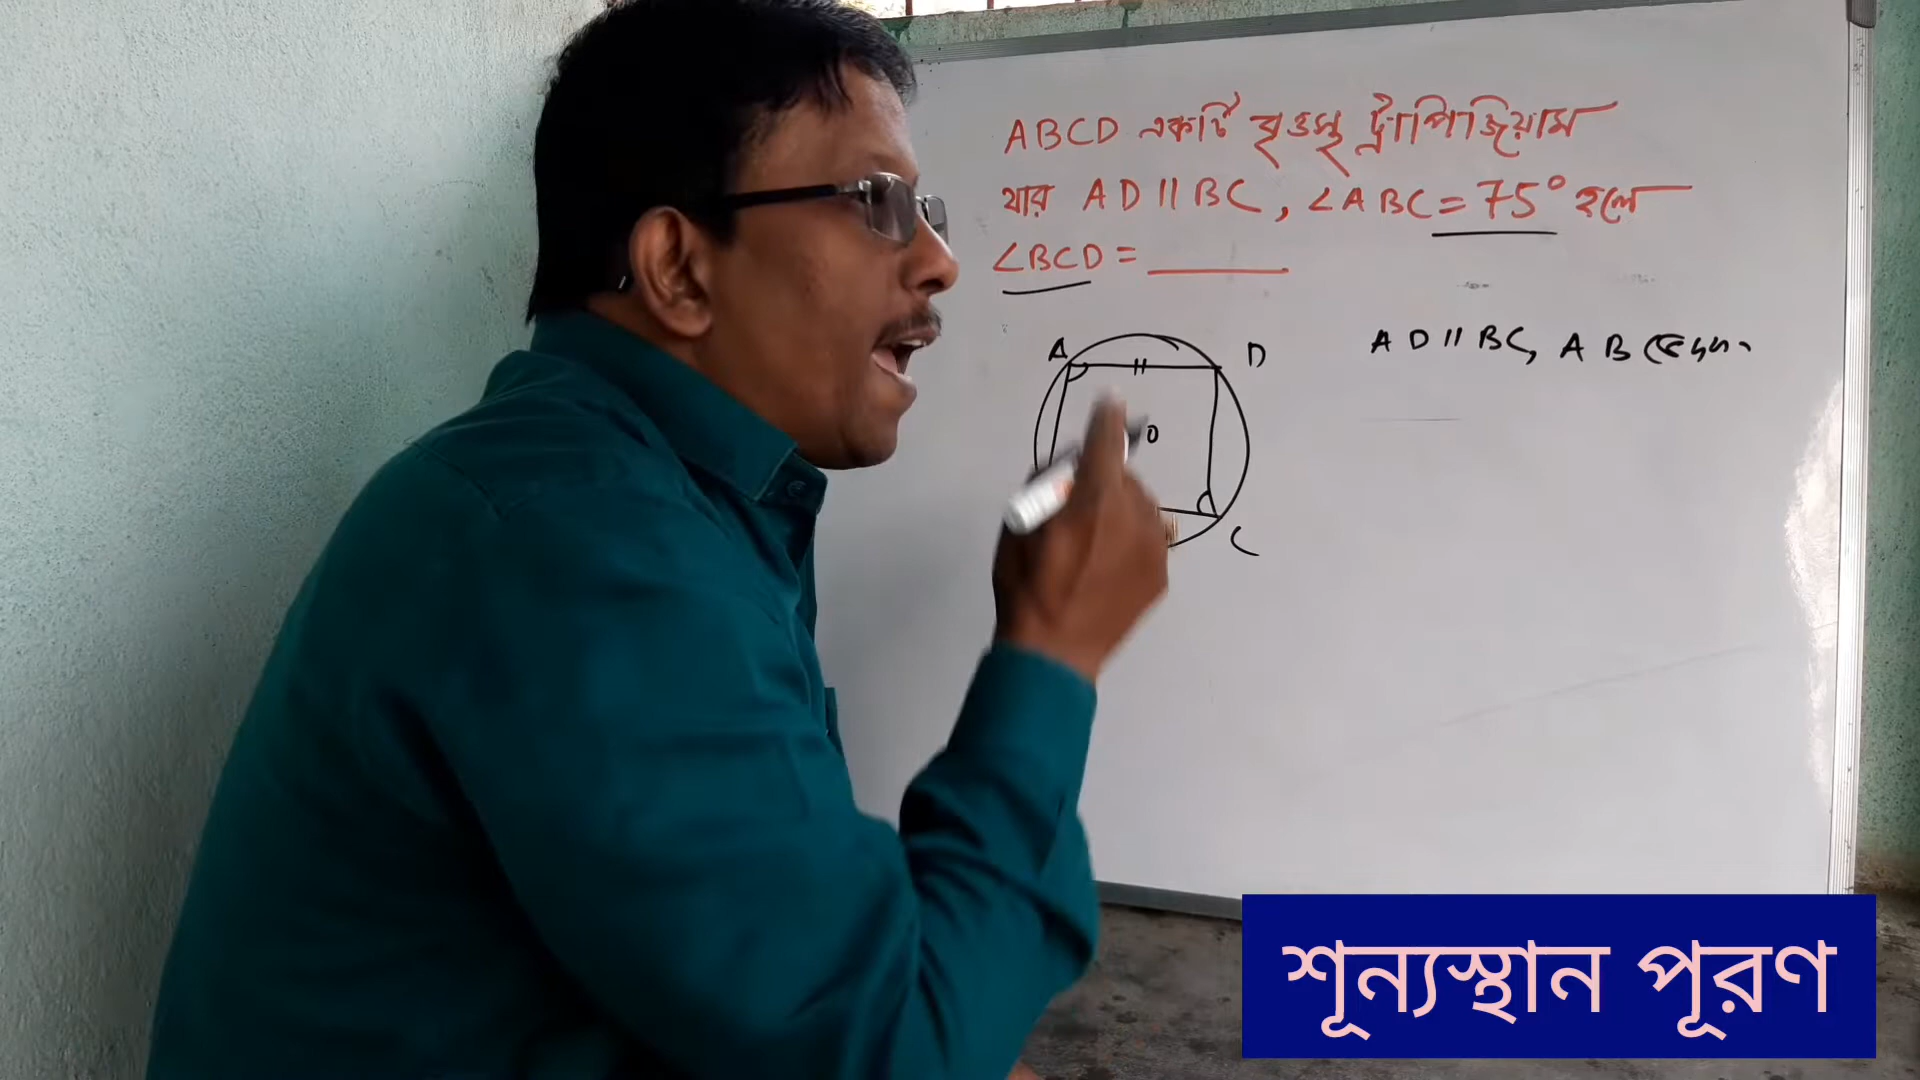 ABCD একটি বৃত্তস্থ ট্রাপিজিয়াম
যার AD || BC, ∠ABC = 75° হলে
∠BCD = ______
A D
O
C
AD || BC, AB
শূন্যস্থান পূরণ